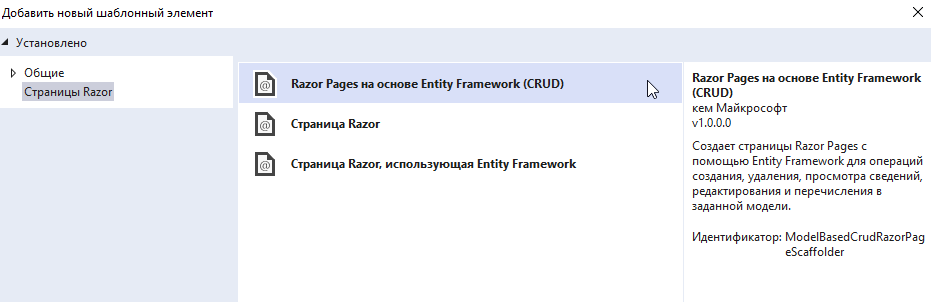 Добавить новый шаблонный элемент
Установлено
Общие
Страницы Razor
Razor Pages на основе Entity Framework (CRUD)
Страница Razor
Страница Razor, использующая Entity Framework
Razor Pages на основе Entity Framework
(CRUD)
кем Майкрософт
v1.0.0.0
Создает страницы Razor Pages с
помощью Entity Framework для операций
создания, удаления, просмотра сведений,
редактирования и перечисления в
заданной модели.
Идентификатор: ModelBasedCrudRazorPag
eScaffolder